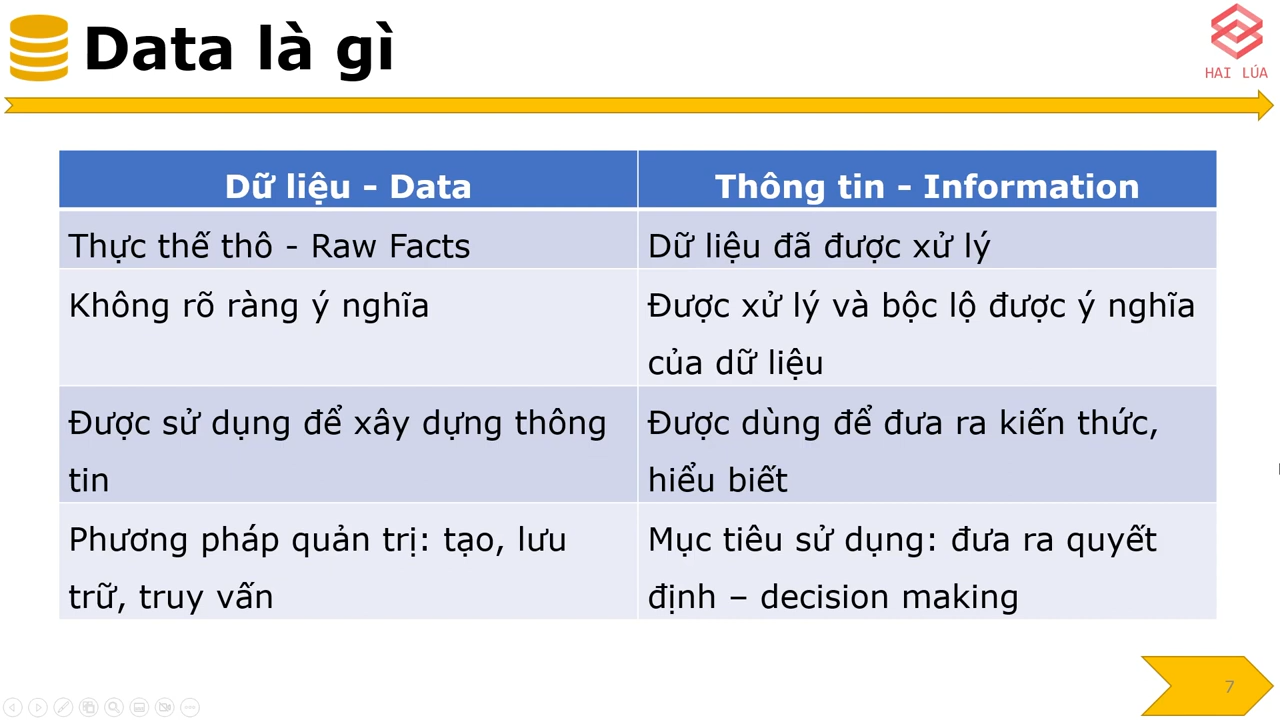 Data là gì
HAI LÚA
Dữ liệu - Data
Thông tin - Information
Thực thế thô - Raw Facts
Dữ liệu đã được xử lý
Không rõ ràng ý nghĩa
Được xử lý và bộc lộ được ý nghĩa
của dữ liệu
Được sử dụng để xây dựng thông
tin
Được dùng để đưa ra kiến thức,
hiểu biết
Phương pháp quản trị: tạo, lưu
trữ, truy vấn
Mục tiêu sử dụng: đưa ra quyết
định – decision making
7